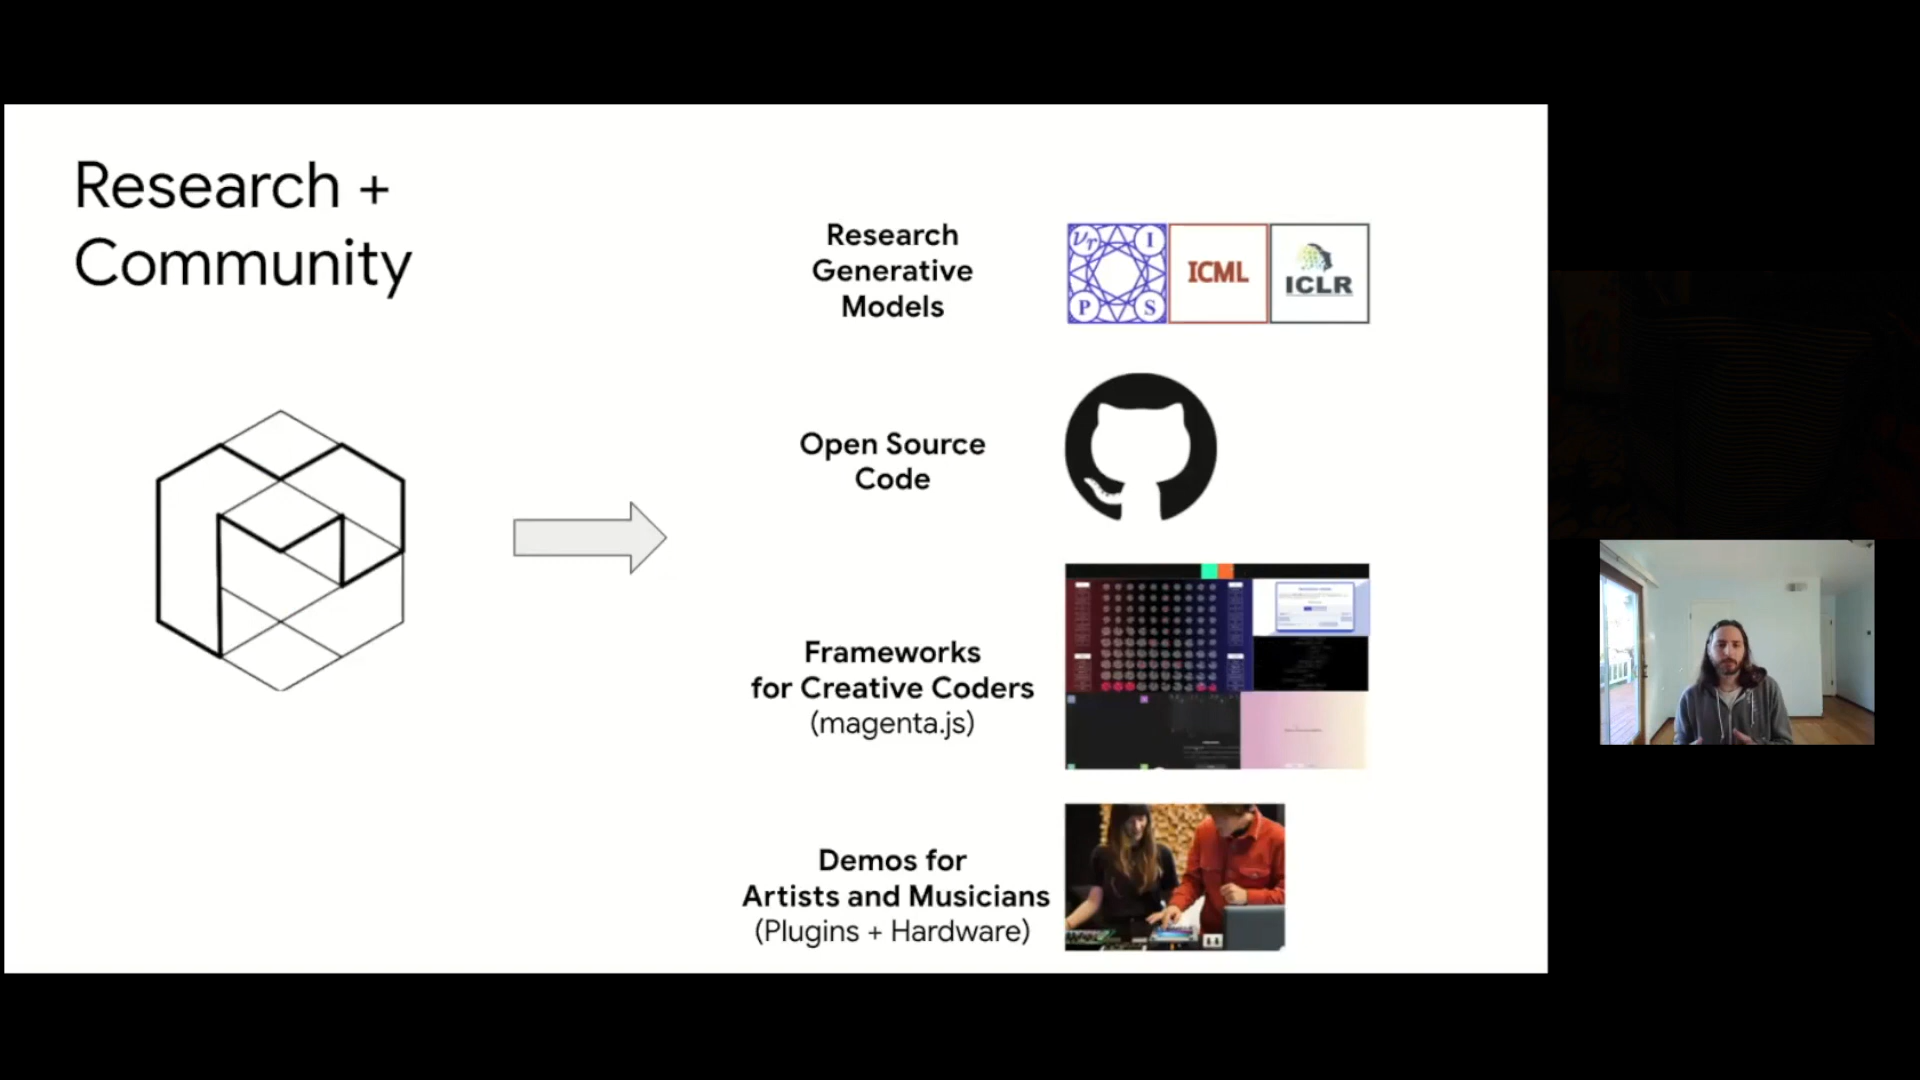 Research +
Community
Research
Generative
Models
N I
P S
ICML
ICLR
Open Source
Code
Frameworks
for Creative Coders
(magenta.js)
Demos for
Artists and Musicians
(Plugins + Hardware)